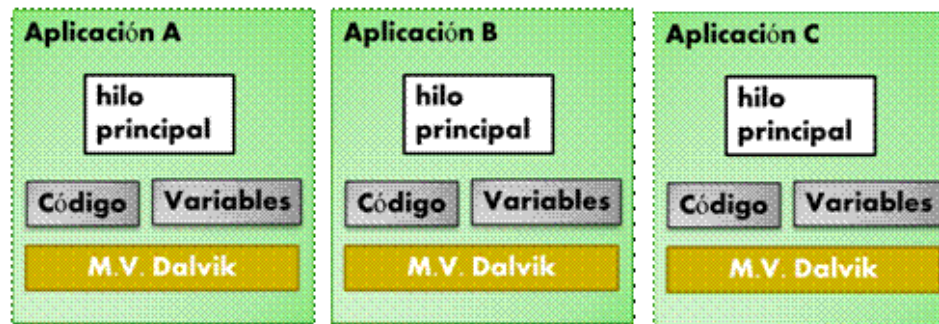 Aplicación A
hilo
principal
Código
Variables
M.V. Dalvik
Aplicación B
hilo
principal
Código
Variables
M.V. Dalvik
Aplicación C
hilo
principal
Código
Variables
M.V. Dalvik